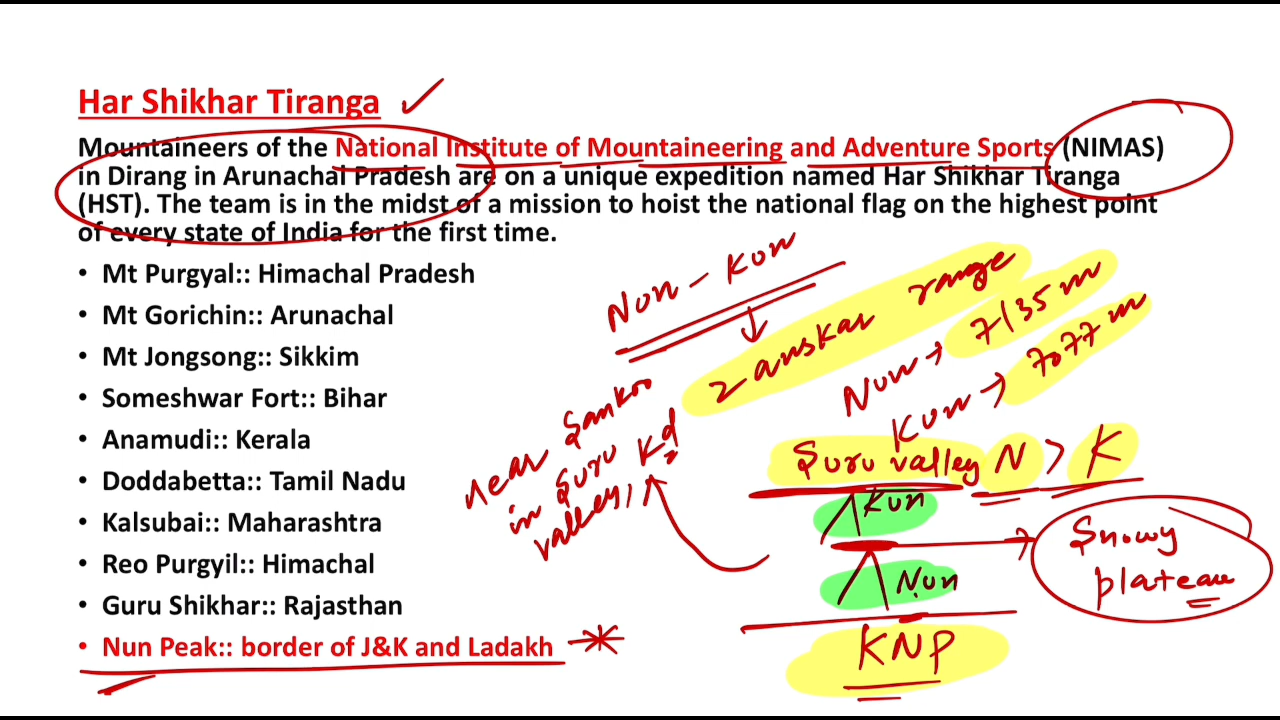 Har Shikhar Tiranga
Mountaineers of the National Institute of Mountaineering and Adventure Sports (NIMAS)
in Dirang in Arunachal Pradesh are on a unique expedition named Har Shikhar Tiranga
(HST). The team is in the midst of a mission to hoist the national flag on the highest point
of every state of India for the first time.
• Mt Purgyal:: Himachal Pradesh
• Mt Gorichin:: Arunachal
• Mt Jongsong:: Sikkim
• Someshwar Fort:: Bihar
• Anamudi:: Kerala
• Doddabetta:: Tamil Nadu
• Kalsubai:: Maharashtra
• Reo Purgyil:: Himachal
• Guru Shikhar:: Rajasthan
• Nun Peak:: border of J&K and Ladakh
Nun - Kun
Zanskar range
Nun → 7135 m
Kun → 7077 m
near Sankoo
in Suru
valley,
Suru valley N > K
Kun
Snowy
plateau
Nun
KNP